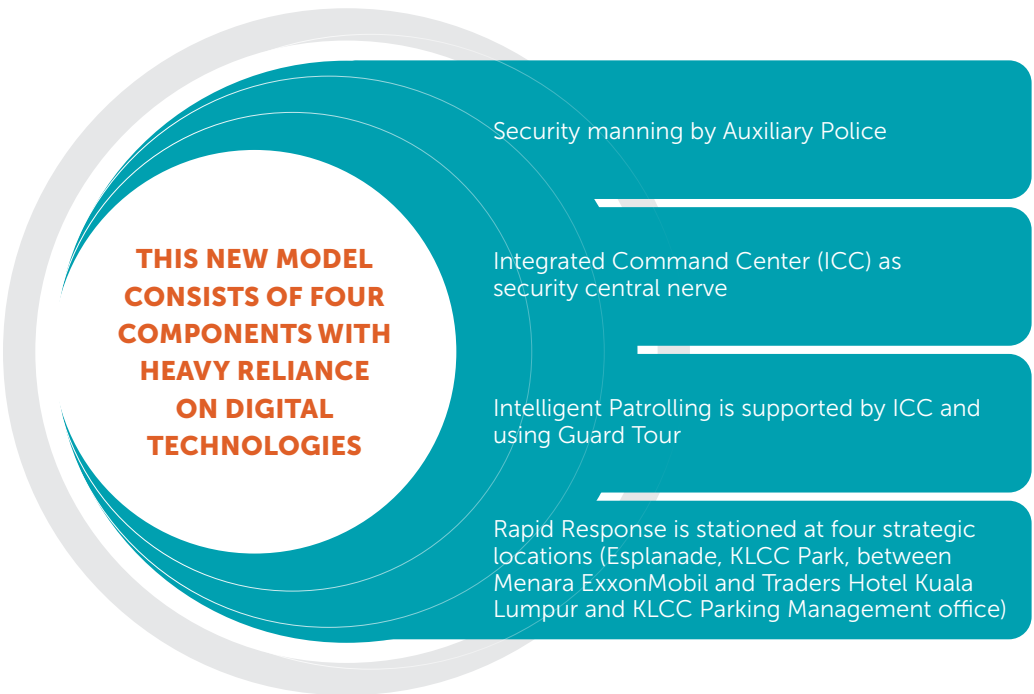 THIS NEW MODEL
CONSISTS OF FOUR
COMPONENTS WITH
HEAVY RELIANCE
ON DIGITAL
TECHNOLOGIES
Security manning by Auxiliary Police
Integrated Command Center (ICC) as
security central nerve
Intelligent Patrolling is supported by ICC and
using Guard Tour
Rapid Response is stationed at four strategic
locations (Esplanade, KLCC Park, between
Menara ExxonMobil and Traders Hotel Kuala
Lumpur and KLCC Parking Management office)